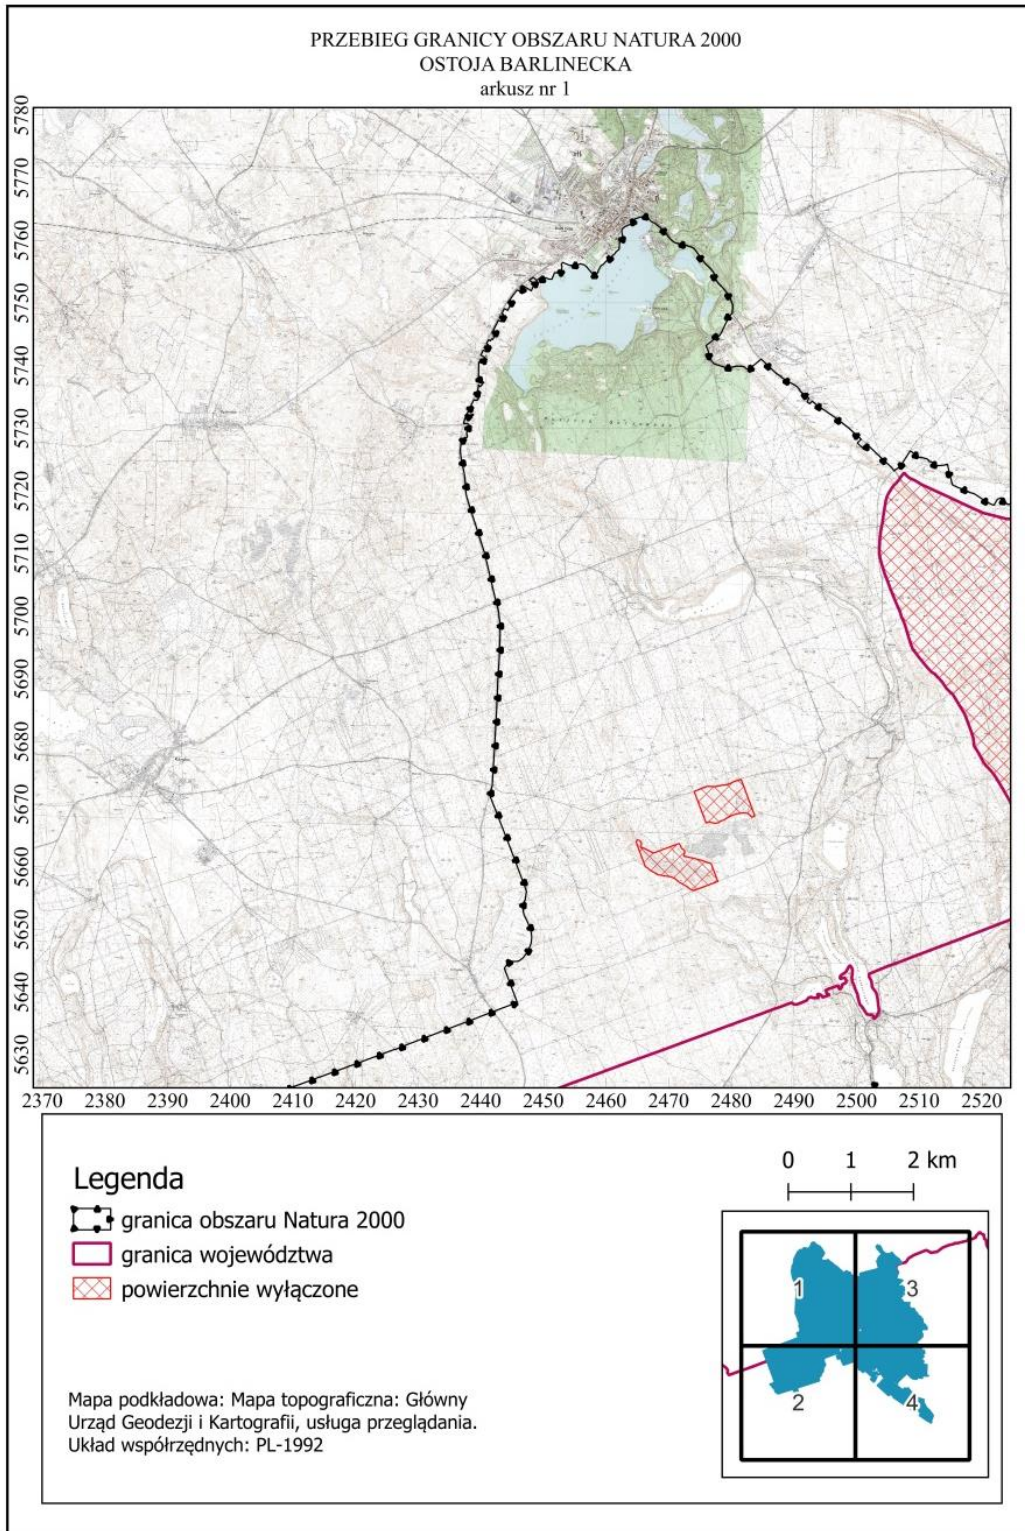 PRZEBIEG GRANICY OBSZARU NATURA 2000
OSTOJA BARLINECKA
arkusz nr 1
5780
5770
5760
5750
5740
5730
5720
5710
5700
5690
5680
5670
5660
5650
5640
5630
2370 2380 2390 2400 2410 2420 2430 2440 2450 2460 2470 2480 2490 2500 2510 2520
Legenda
granica obszaru Natura 2000
granica województwa
powierzchnie wyłączone
0 1 2 km
1
3
2
4
Mapa podkładowa: Mapa topograficzna: Główny
Urząd Geodezji i Kartografii, usługa przeglądania.
Układ współrzędnych: PL-1992